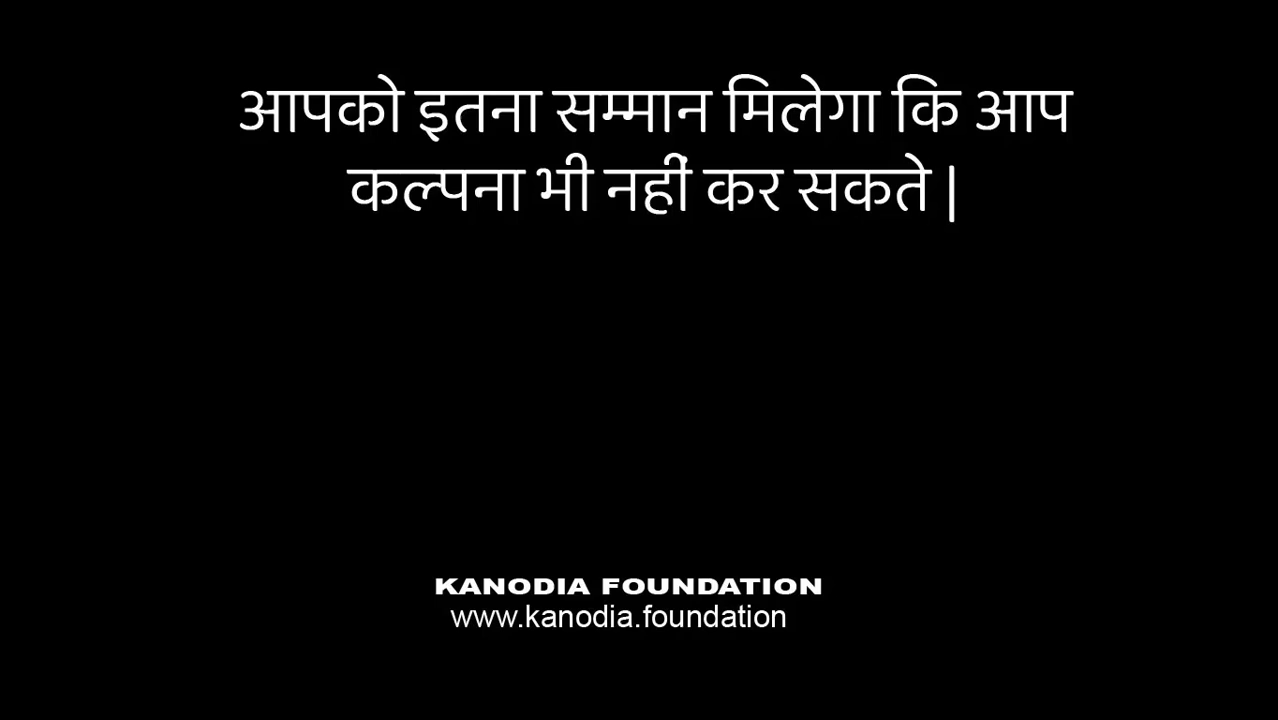 आपको इतना सम्मान मिलेगा कि आप
कल्पना भी नहीं कर सकते |
KANODIA FOUNDATION
www.kanodia.foundation